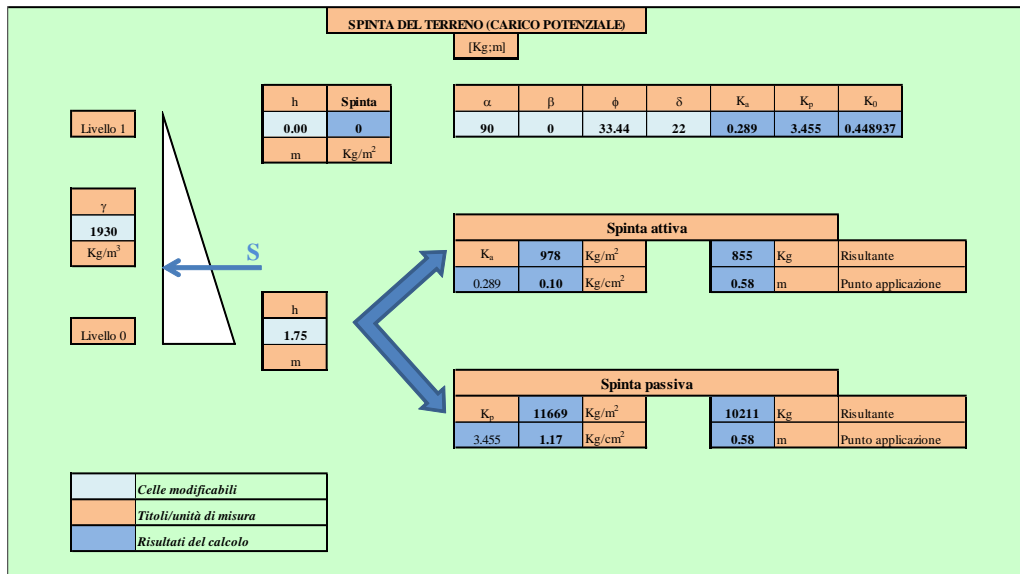 SPINTA DEL TERRENO (CARICO POTENZIALE)
[Kg;m]
h Spinta
0.00 0
m Kg/m²
α β ϕ δ Kₐ Kₚ K₀
90 0 33.44 22 0.289 3.455 0.448937
Livello 1
γ
1930
Kg/m³
S
Livello 0
h
1.75
m
Spinta attiva
Kₐ 978 Kg/m² 855 Kg Risultante
0.289 0.10 Kg/cm² 0.58 m Punto applicazione
Spinta passiva
Kₚ 11669 Kg/m² 10211 Kg Risultante
3.455 1.17 Kg/cm² 0.58 m Punto applicazione
Celle modificabili
Titoli/unità di misura
Risultati del calcolo